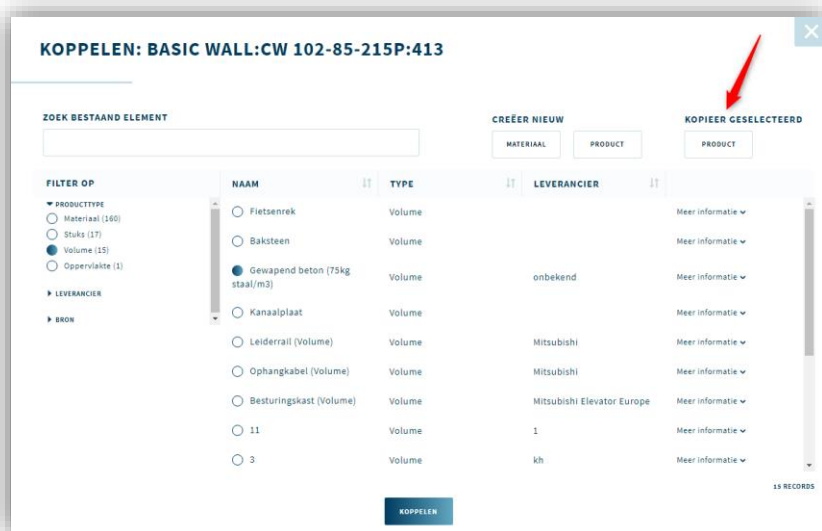 KOPPELEN: BASIC WALL:CW 102-85-215P:413
ZOEK BESTAAND ELEMENT
CREËER NIEUW
KOPIEER GESELECTEERD
MATERIAAL PRODUCT PRODUCT
FILTER OP NAAM TYPE LEVERANCIER
PRODUCTTYPE
Materiaal (160)
Stuks (17)
Volume (15)
Oppervlakte (1)
LEVERANCIER
BRON
Fietsenrek Volume Meer informatie
Baksteen Volume Meer informatie
Gewapend beton (75kg
staal/m3) Volume onbekend Meer informatie
Kanaalplaat Volume Meer informatie
Leiderrail (Volume) Volume Mitsubishi Meer informatie
Ophangkabel (Volume) Volume Mitsubishi Meer informatie
Besturingskast (Volume) Volume Mitsubishi Elevator Europe Meer informatie
11 Volume 1 Meer informatie
3 Volume kh Meer informatie
15 RECORDS
KOPPELEN